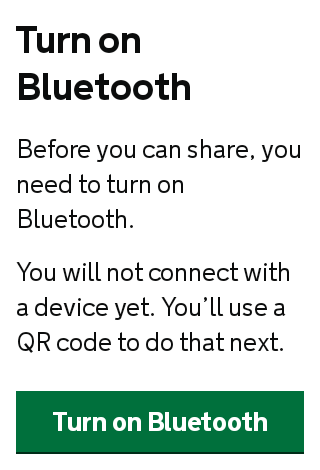 Turn on
Bluetooth
Before you can share, you
need to turn on
Bluetooth.
You will not connect with
a device yet. You’ll use a
QR code to do that next.
Turn on Bluetooth